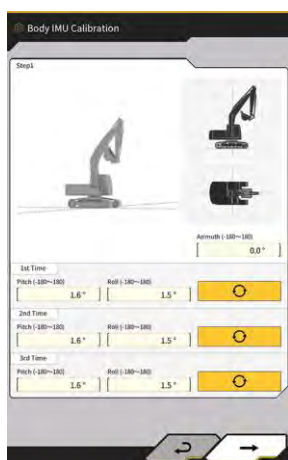 Body IMU Calibration
Step1
Azimuth (-180~180)
0.0°
1st Time
Pitch (-180~180) Roll (-180~180)
1.6° 1.5°
2nd Time
Pitch (-180~180) Roll (-180~180)
1.6° 1.5°
3rd Time
Pitch (-180~180) Roll (-180~180)
1.6° 1.5°